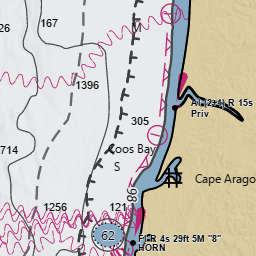 167
26
1396
Al (2+1) R 15s
Priv
305
Coos Bay
S
714
Cape Arago
98
1256
121
62
Fl R 4s 29ft 5M "8"
HORN